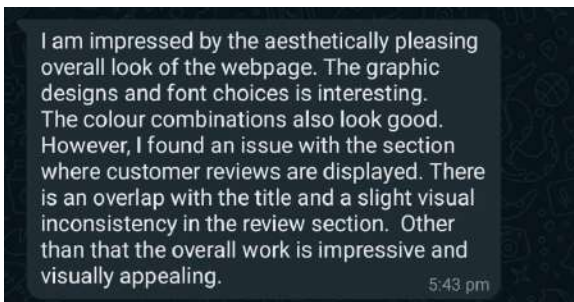 I am impressed by the aesthetically pleasing
overall look of the webpage. The graphic
designs and font choices is interesting.
The colour combinations also look good.
However, I found an issue with the section
where customer reviews are displayed. There
is an overlap with the title and a slight visual
inconsistency in the review section.  Other
than that the overall work is impressive and
visually appealing.
5:43 pm